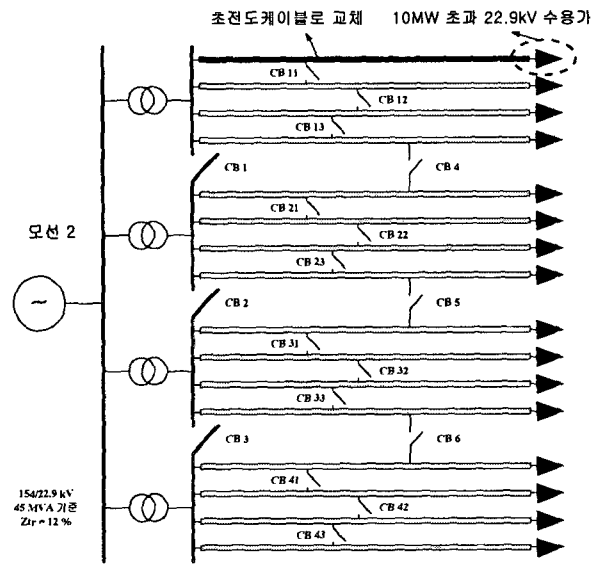 초전도케이블로 교체
10MW 초과 22.9kV 수용가
CB 11
CB 12
CB 13
CB 1
CB 4
CB 21
모선 2
CB 22
CB 23
~
CB 2
CB 5
CB 31
CB 32
CB 33
CB 3
CB 6
CB 41
154/22.9 kV
45 MVA 기준
Ztr = 12 %
CB 42
CB 43